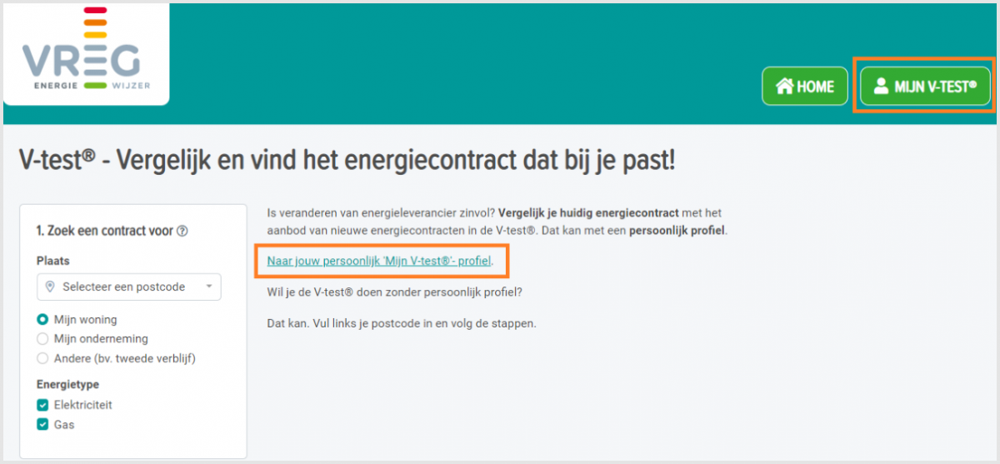 VREG
ENERGIE WIJZER
HOME
MIJN V-TEST®
V-test® - Vergelijk en vind het energiecontract dat bij je past!
1. Zoek een contract voor ?
Plaats
Selecteer een postcode
Mijn woning
Mijn onderneming
Andere (bv. tweede verblijf)
Energietype
Elektriciteit
Gas
Is veranderen van energieleverancier zinvol? Vergelijk je huidig energiecontract met het
aanbod van nieuwe energiecontracten in de V-test®. Dat kan met een persoonlijk profiel.
Naar jouw persoonlijk 'Mijn V-test®'- profiel.
Wil je de V-test® doen zonder persoonlijk profiel?
Dat kan. Vul links je postcode in en volg de stappen.